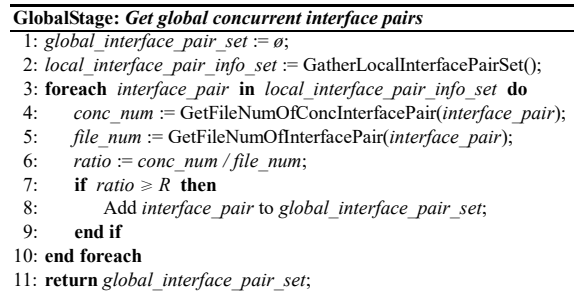 GlobalStage: Get global concurrent interface pairs
1: global_interface_pair_set := ø;
2: local_interface_pair_info_set := GatherLocalInterfacePairSet();
3: foreach interface_pair in local_interface_pair_info_set do
4: conc_num := GetFileNumOfConcInterfacePair(interface_pair);
5: file_num := GetFileNumOfInterfacePair(interface_pair);
6: ratio := conc_num / file_num;
7: if ratio ⩾ R then
8: Add interface_pair to global_interface_pair_set;
9: end if
10: end foreach
11: return global_interface_pair_set;